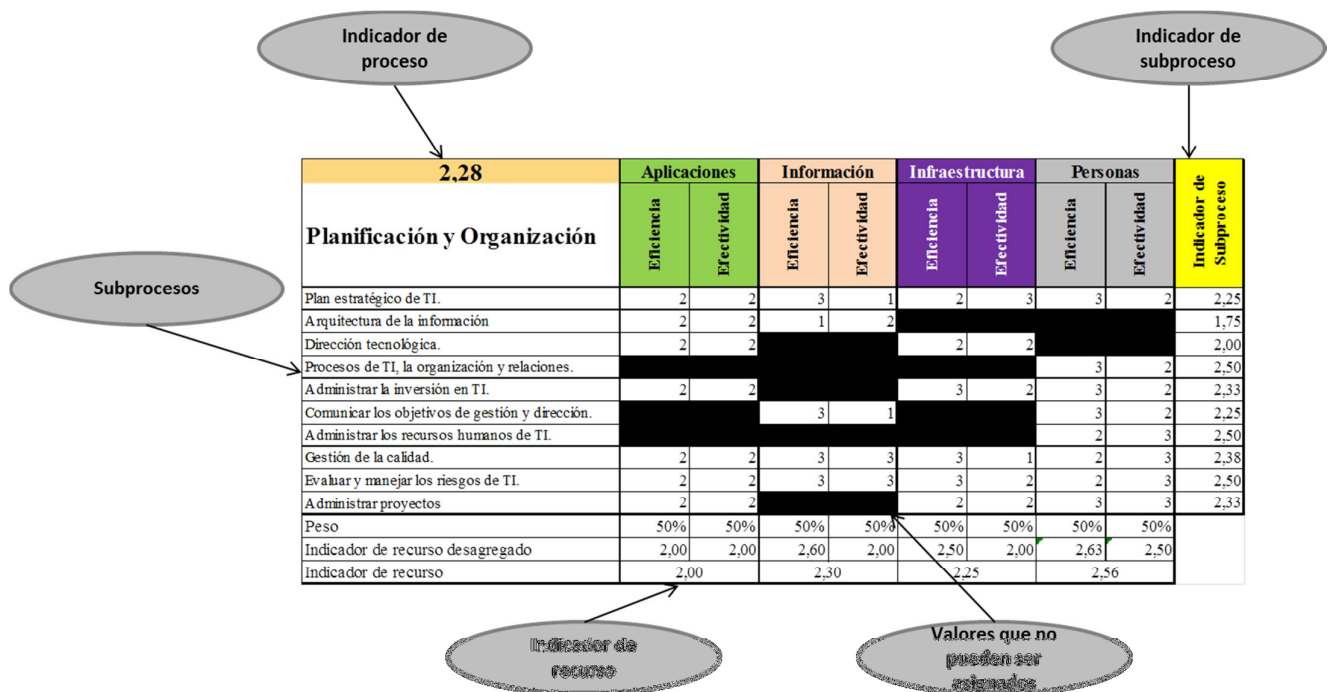 Indicador de
proceso
Indicador de
subproceso
2,28 Aplicaciones Información Infraestructura Personas Indicador de Subproceso
Planificación y Organización Eficiencia Efectividad Eficiencia Efectividad Eficiencia Efectividad Eficiencia Efectividad
Subprocesos
Plan estratégico de TI. 2 2 3 1 2 3 3 2 2,25
Arquitectura de la información 2 2 1 2 1,75
Dirección tecnológica. 2 2 2 2 2,00
Procesos de TI, la organización y relaciones. 3 2 2,50
Administrar la inversión en TI. 2 2 3 2 3 2 2,33
Comunicar los objetivos de gestión y dirección. 3 1 3 2 2,25
Administrar los recursos humanos de TI. 2 3 2,50
Gestión de la calidad. 2 2 3 3 3 1 2 3 2,38
Evaluar y manejar los riesgos de TI. 2 2 3 3 3 2 2 3 2,50
Administrar proyectos 2 2 2 2 3 3 2,33
Peso 50% 50% 50% 50% 50% 50% 50% 50%
Indicador de recurso desagregado 2,00 2,00 2,60 2,00 2,50 2,00 2,63 2,50
Indicador de recurso 2,00 2,30 2,25 2,56
Indicador de
recurso
Valores que no
pueden ser
asignados